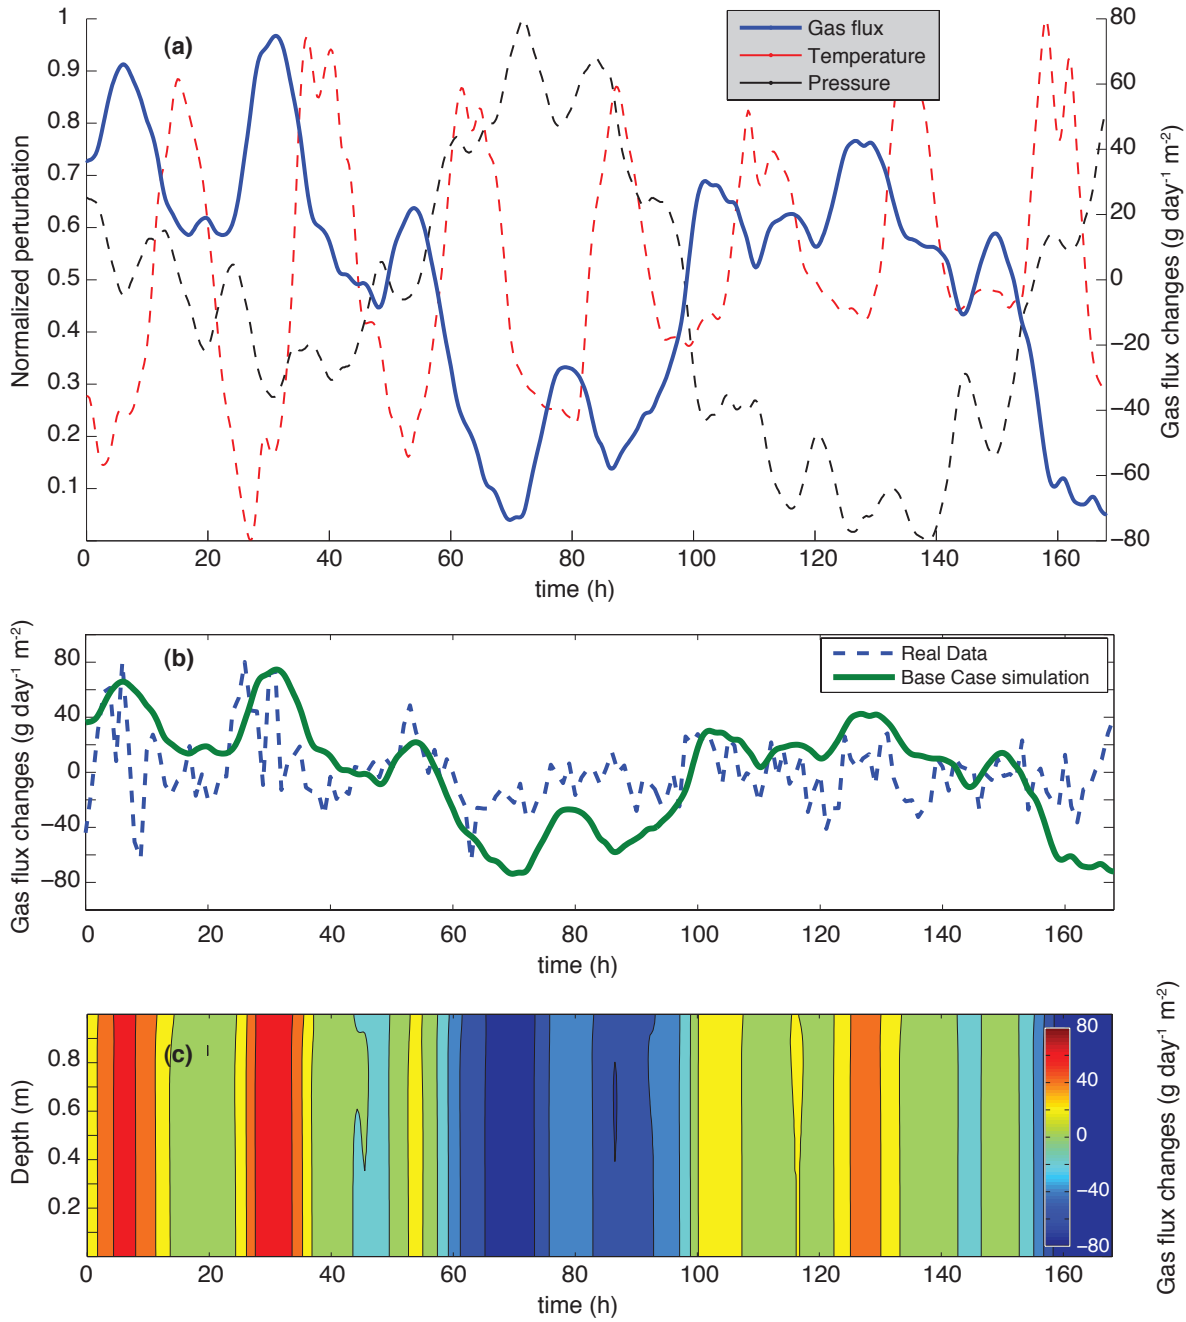 (a)
Gas flux
Temperature
Pressure
1
0.9
0.8
0.7
0.6
0.5
0.4
0.3
0.2
0.1
Normalized perturbation
80
60
40
20
0
−20
−40
−60
−80
Gas flux changes (g day-1 m-2)
0 20 40 60 80 100 120 140 160
time (h)
(b)
Real Data
Base Case simulation
80
40
0
−40
−80
Gas flux changes (g day-1 m-2)
0 20 40 60 80 100 120 140 160
time (h)
(c)
0.8
0.6
0.4
0.2
Depth (m)
80
40
0
−40
−80
Gas flux changes (g day-1 m-2)
0 20 40 60 80 100 120 140 160
time (h)